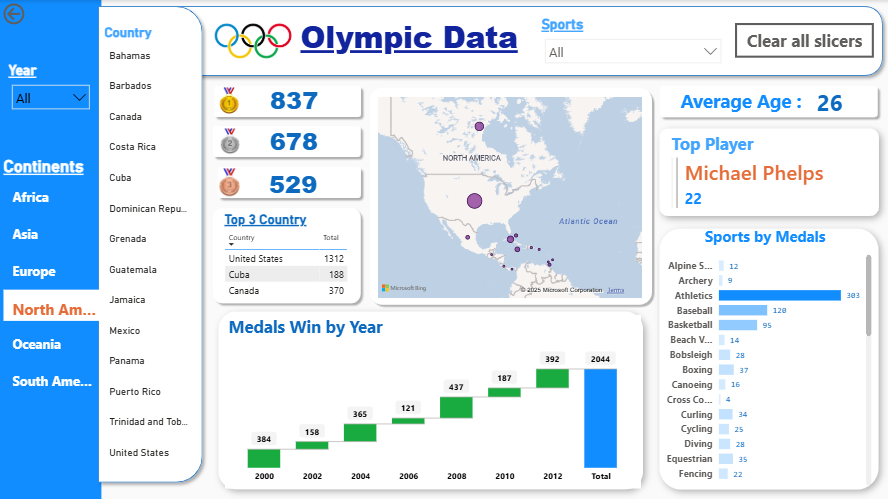 Year
All
Continents
Africa
Asia
Europe
North Am...
Oceania
South Ame...
Country
Bahamas
Barbados
Canada
Costa Rica
Cuba
Dominican Repu...
Grenada
Guatemala
Jamaica
Mexico
Panama
Puerto Rico
Trinidad and Tob...
United States
Olympic Data
Sports
All
Clear all slicers
1 837
2 678
3 529
Top 3 Country
Country Total
United States 1312
Cuba 188
Canada 370
NORTH AMERICA
Atlantic Ocean
Microsoft Bing
© 2025 Microsoft Corporation Terms
Average Age : 26
Top Player
Michael Phelps
22
Medals Win by Year
384 158 365 121 437 187 392 2044
2000 2002 2004 2006 2008 2010 2012 Total
Sports by Medals
Alpine S... 12
Archery 9
Athletics 303
Baseball 120
Basketball 95
Beach V... 14
Bobsleigh 28
Boxing 37
Canoeing 16
Cross Co... 4
Curling 34
Cycling 25
Diving 28
Equestrian 35
Fencing 22